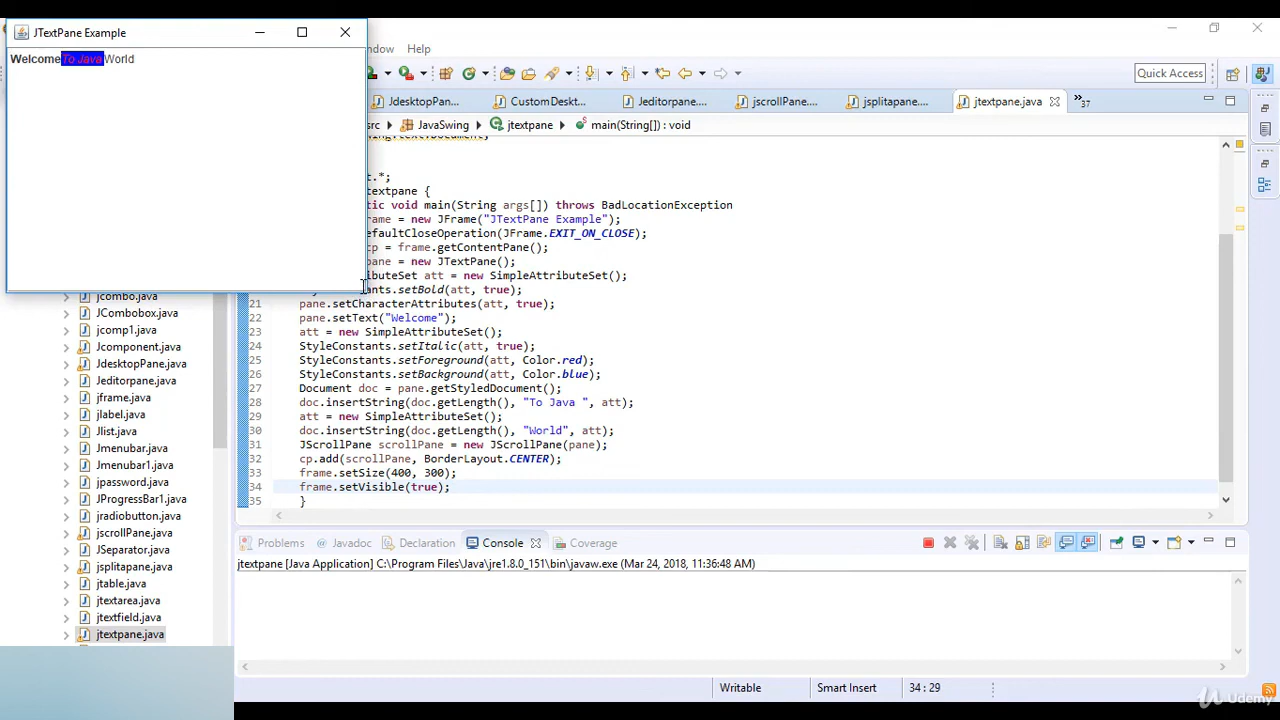 JTextPane Example
WelcomeTo Java World
ndow Help
Quick Access
JdesktopPan...
CustomDeskt...
Jeditorpane....
jscrollPane....
jsplitapane....
jtextpane.java
37
src JavaSwing jtextpane main(String[]) : void
ing.text.Document;
t.*;
textpane {
tic void main(String args[]) throws BadLocationException
rame = new JFrame("JTextPane Example");
efaultCloseOperation(JFrame.EXIT_ON_CLOSE);
cp = frame.getContentPane();
pane = new JTextPane();
ibuteSet att = new SimpleAttributeSet();
ants.setBold(att, true);
21 pane.setCharacterAttributes(att, true);
22 pane.setText("Welcome");
23 att = new SimpleAttributeSet();
24 StyleConstants.setItalic(att, true);
25 StyleConstants.setForeground(att, Color.red);
26 StyleConstants.setBackground(att, Color.blue);
27 Document doc = pane.getStyledDocument();
28 doc.insertString(doc.getLength(), "To Java ", att);
29 att = new SimpleAttributeSet();
30 doc.insertString(doc.getLength(), "World", att);
31 JScrollPane scrollPane = new JScrollPane(pane);
32 cp.add(scrollPane, BorderLayout.CENTER);
33 frame.setSize(400, 300);
34 frame.setVisible(true);
35 }
jcombo.java
JCombobox.java
jcomp1.java
Jcomponent.java
JdesktopPane.java
Jeditorpane.java
jframe.java
jlabel.java
Jlist.java
Jmenubar.java
Jmenubar1.java
jpassword.java
JProgressBar1.java
jradiobutton.java
jscrollPane.java
JSeparator.java
jsplitapane.java
jtable.java
jtextarea.java
jtextfield.java
jtextpane.java
Problems Javadoc Declaration Console Coverage
jtextpane [Java Application] C:\Program Files\Java\jre1.8.0_151\bin\javaw.exe (Mar 24, 2018, 11:36:48 AM)
Writable Smart Insert 34 : 29
Udemy